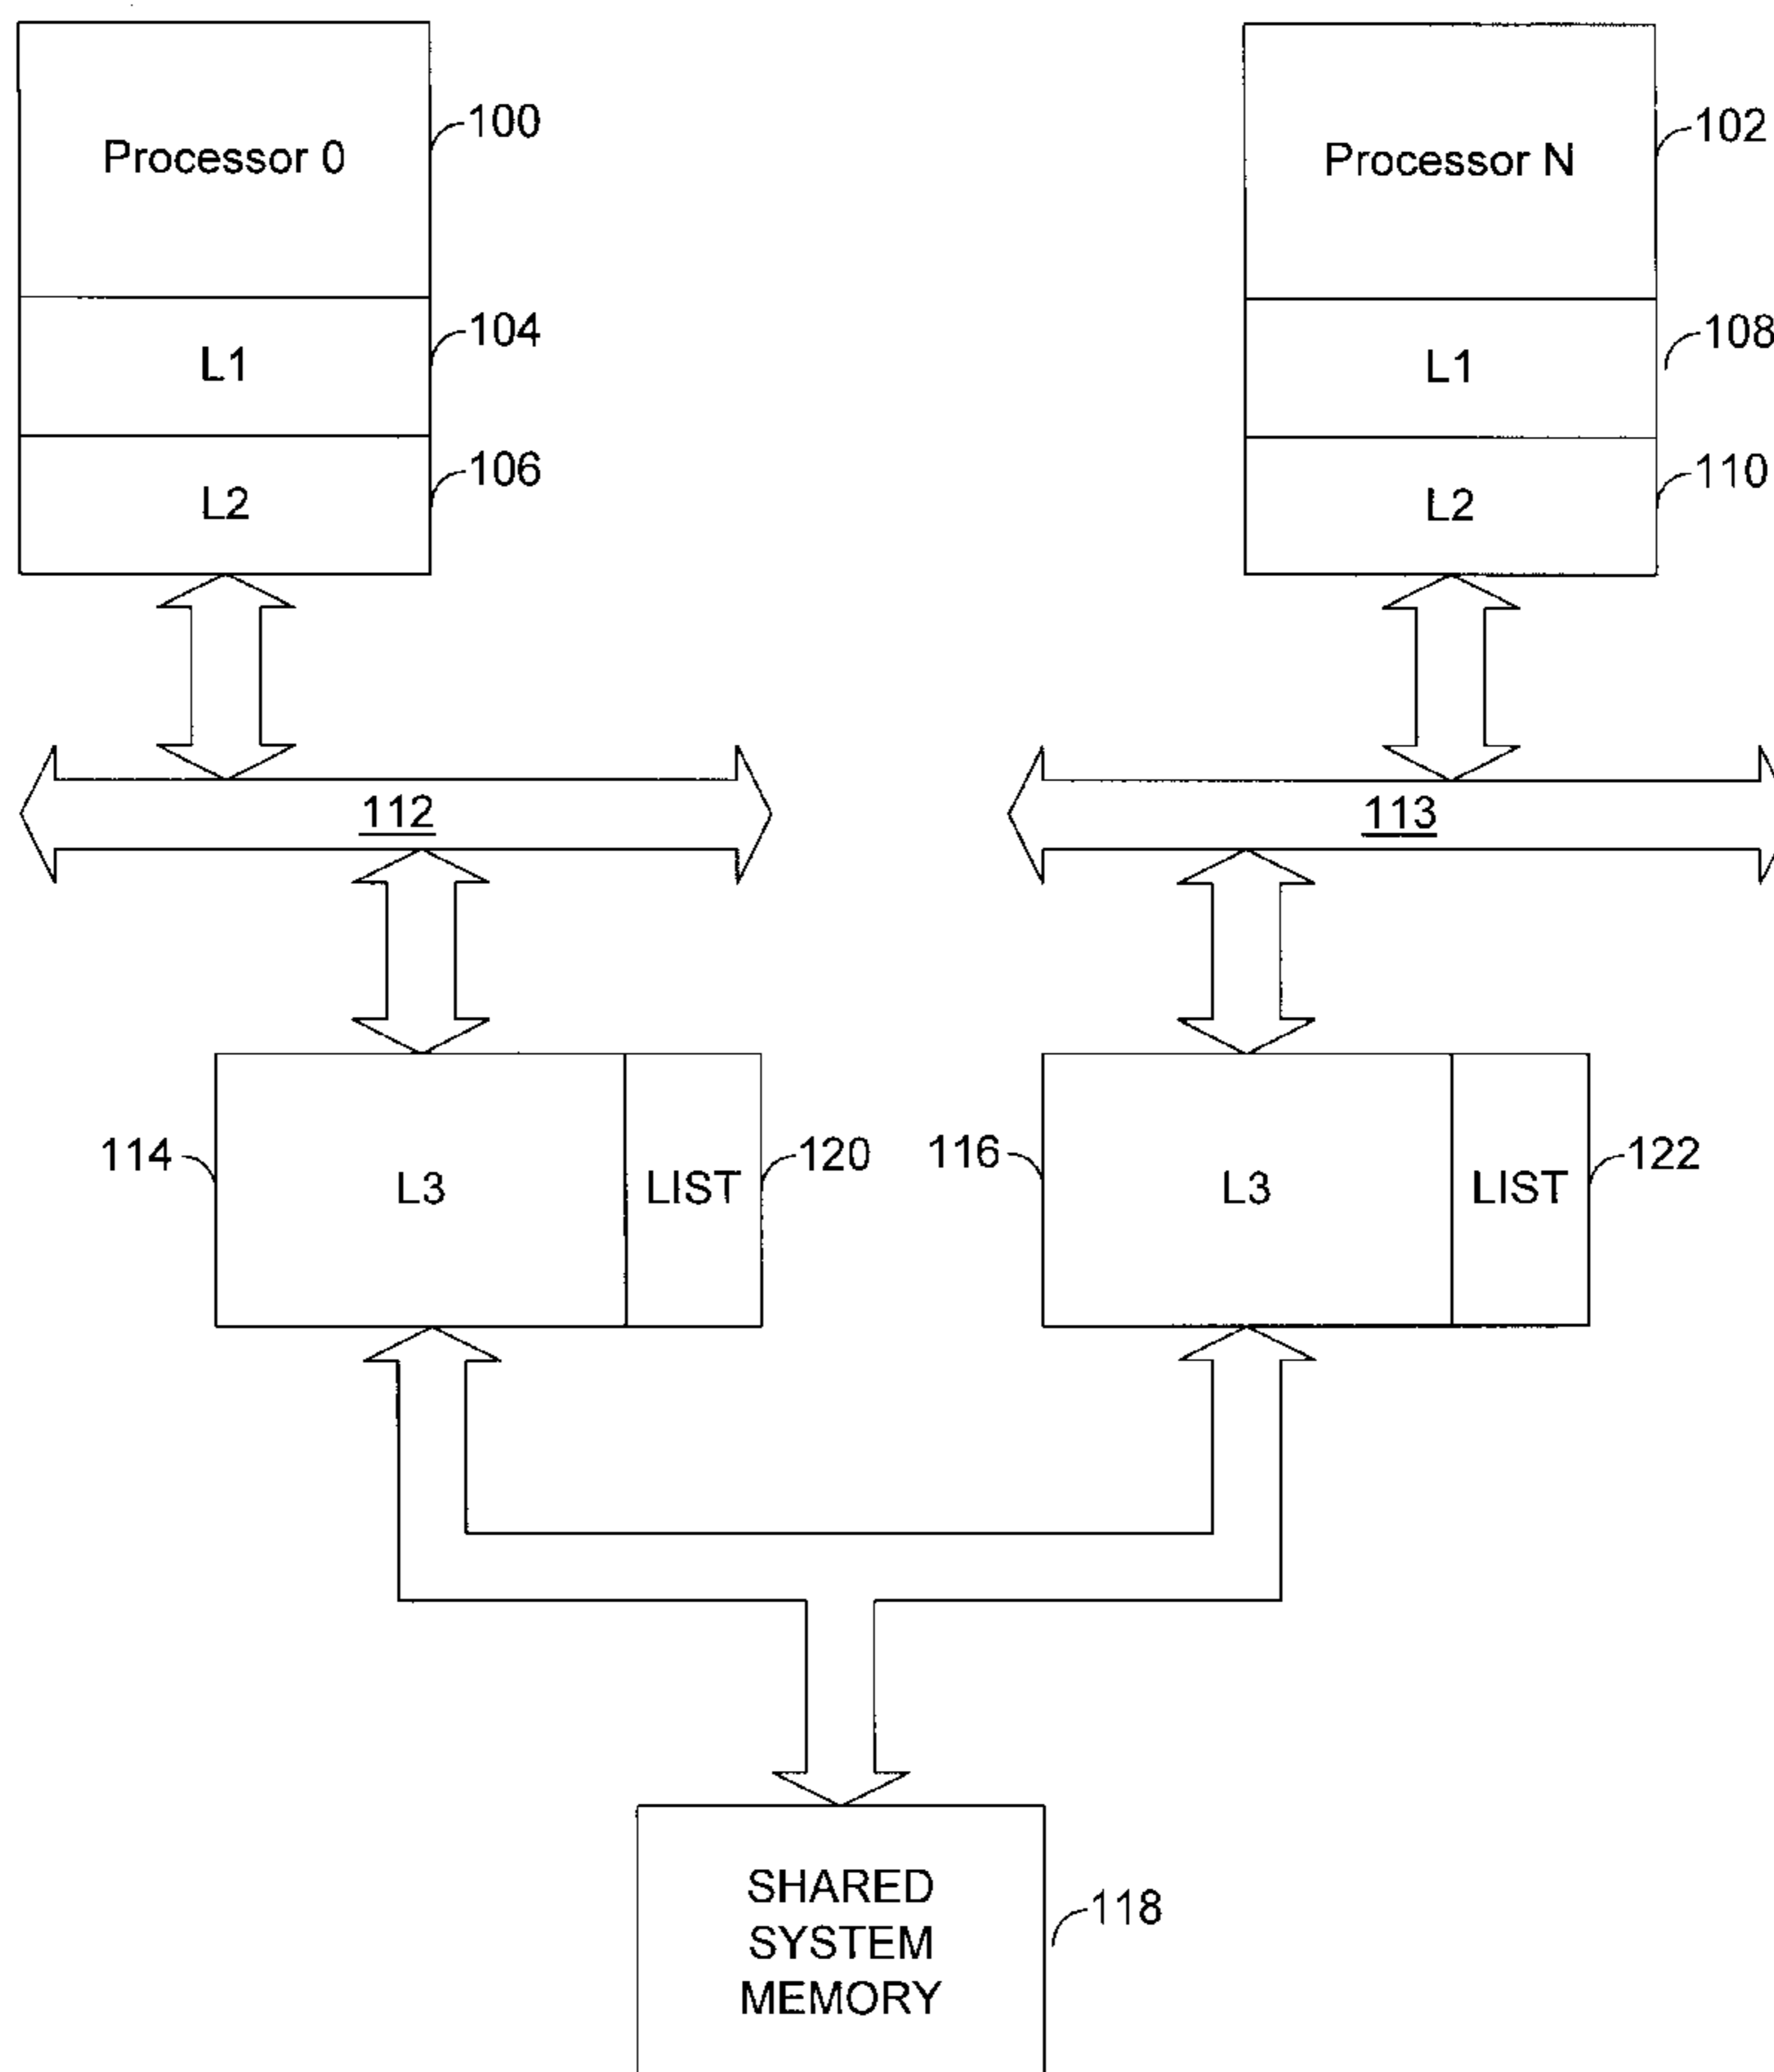 Processor 0
100
Processor N
102
L1
104
L1
108
L2
106
L2
110
112
113
114
L3
LIST
120
116
L3
LIST
122
SHARED
SYSTEM
MEMORY
118